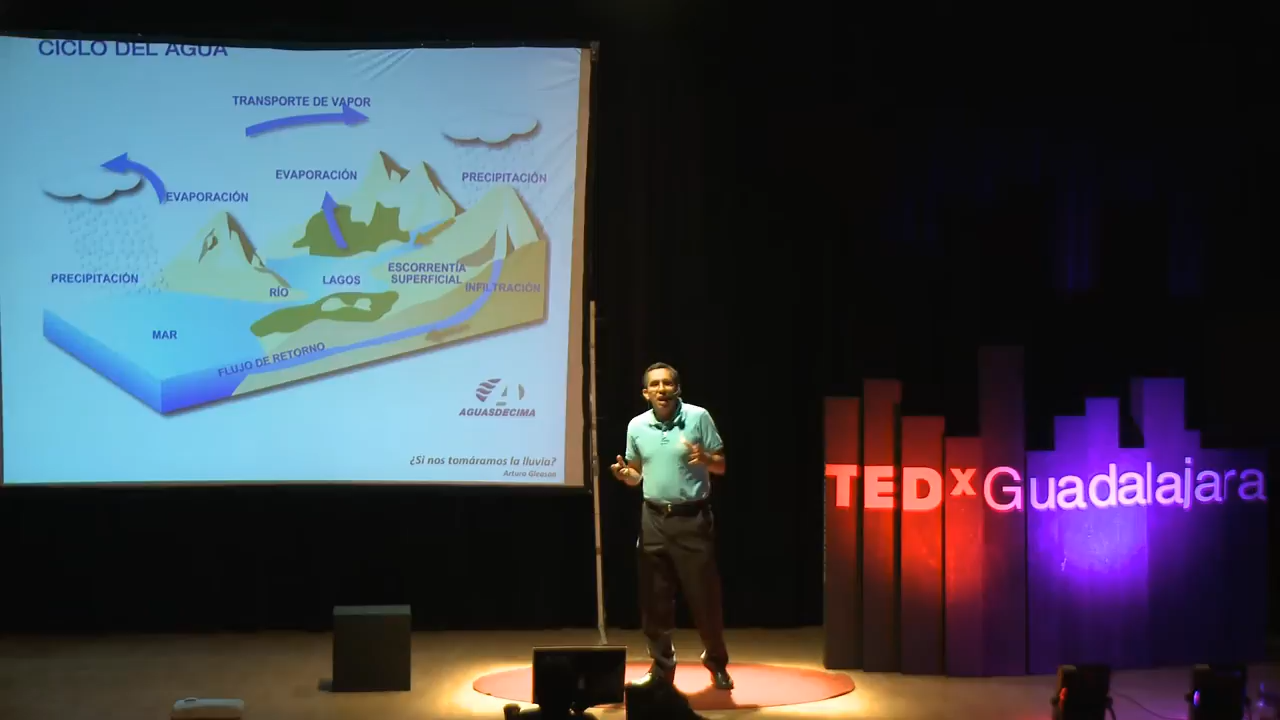 CICLO DEL AGUA
TRANSPORTE DE VAPOR
EVAPORACIÓN
PRECIPITACIÓN
EVAPORACIÓN
PRECIPITACIÓN
RÍO
LAGOS
ESCORRENTÍA
SUPERFICIAL
INFILTRACIÓN
MAR
FLUJO DE RETORNO
AGUASDECIMA
¿Si nos tomáramos la lluvia?
Arturo Gleason
TEDxGuadalajara